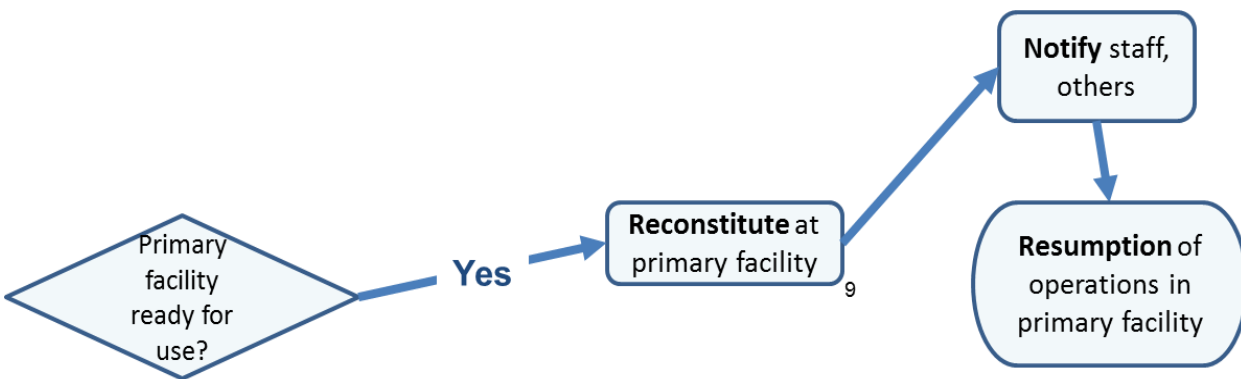 Primary
facility
ready for
use?
Yes
Reconstitute at
primary facility
9
Notify staff,
others
Resumption of
operations in
primary facility